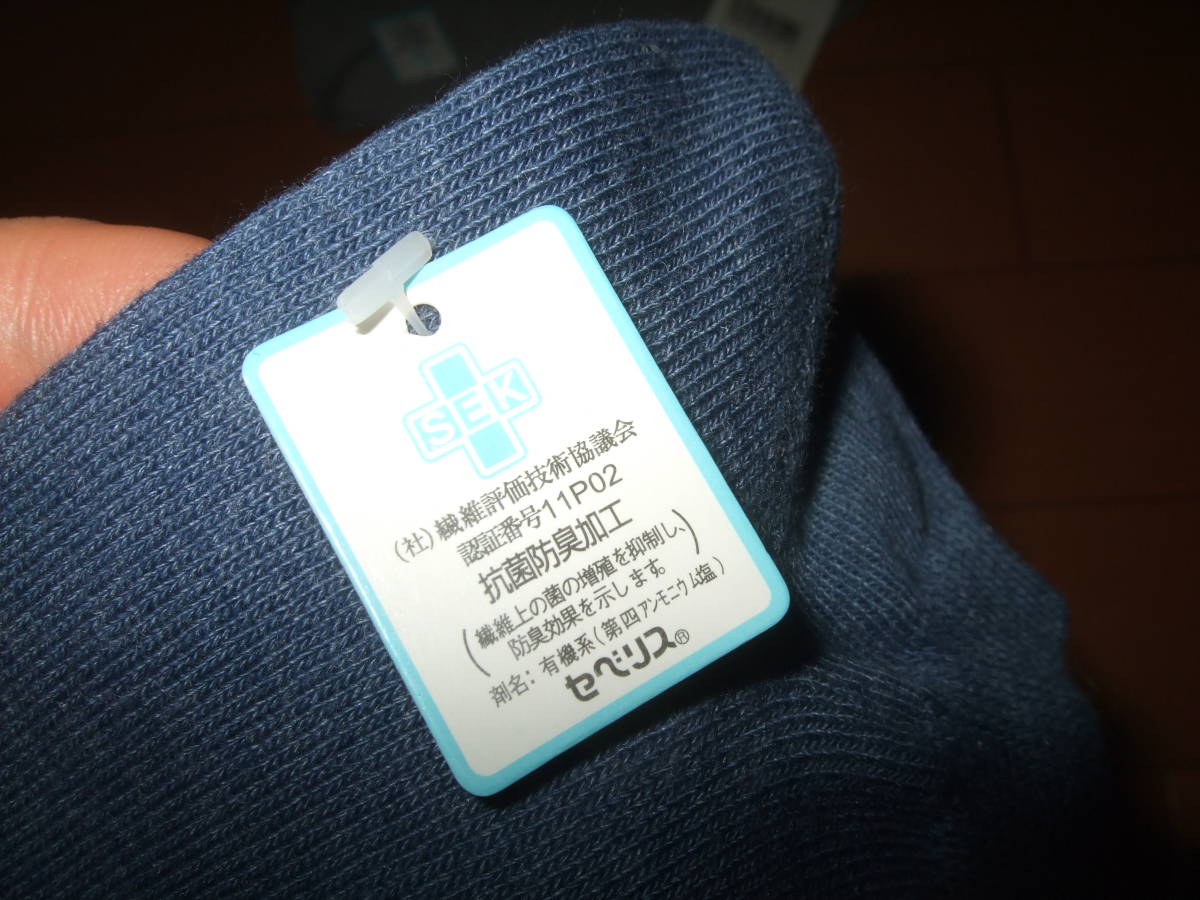 SEK
（社）繊維評価技術協議会
認証番号11P02
抗菌防臭加工
（繊維上の菌の増殖を抑制し、
防臭効果を示します。）
剤名：有機系（第四アンモニウム塩）
セベリス®